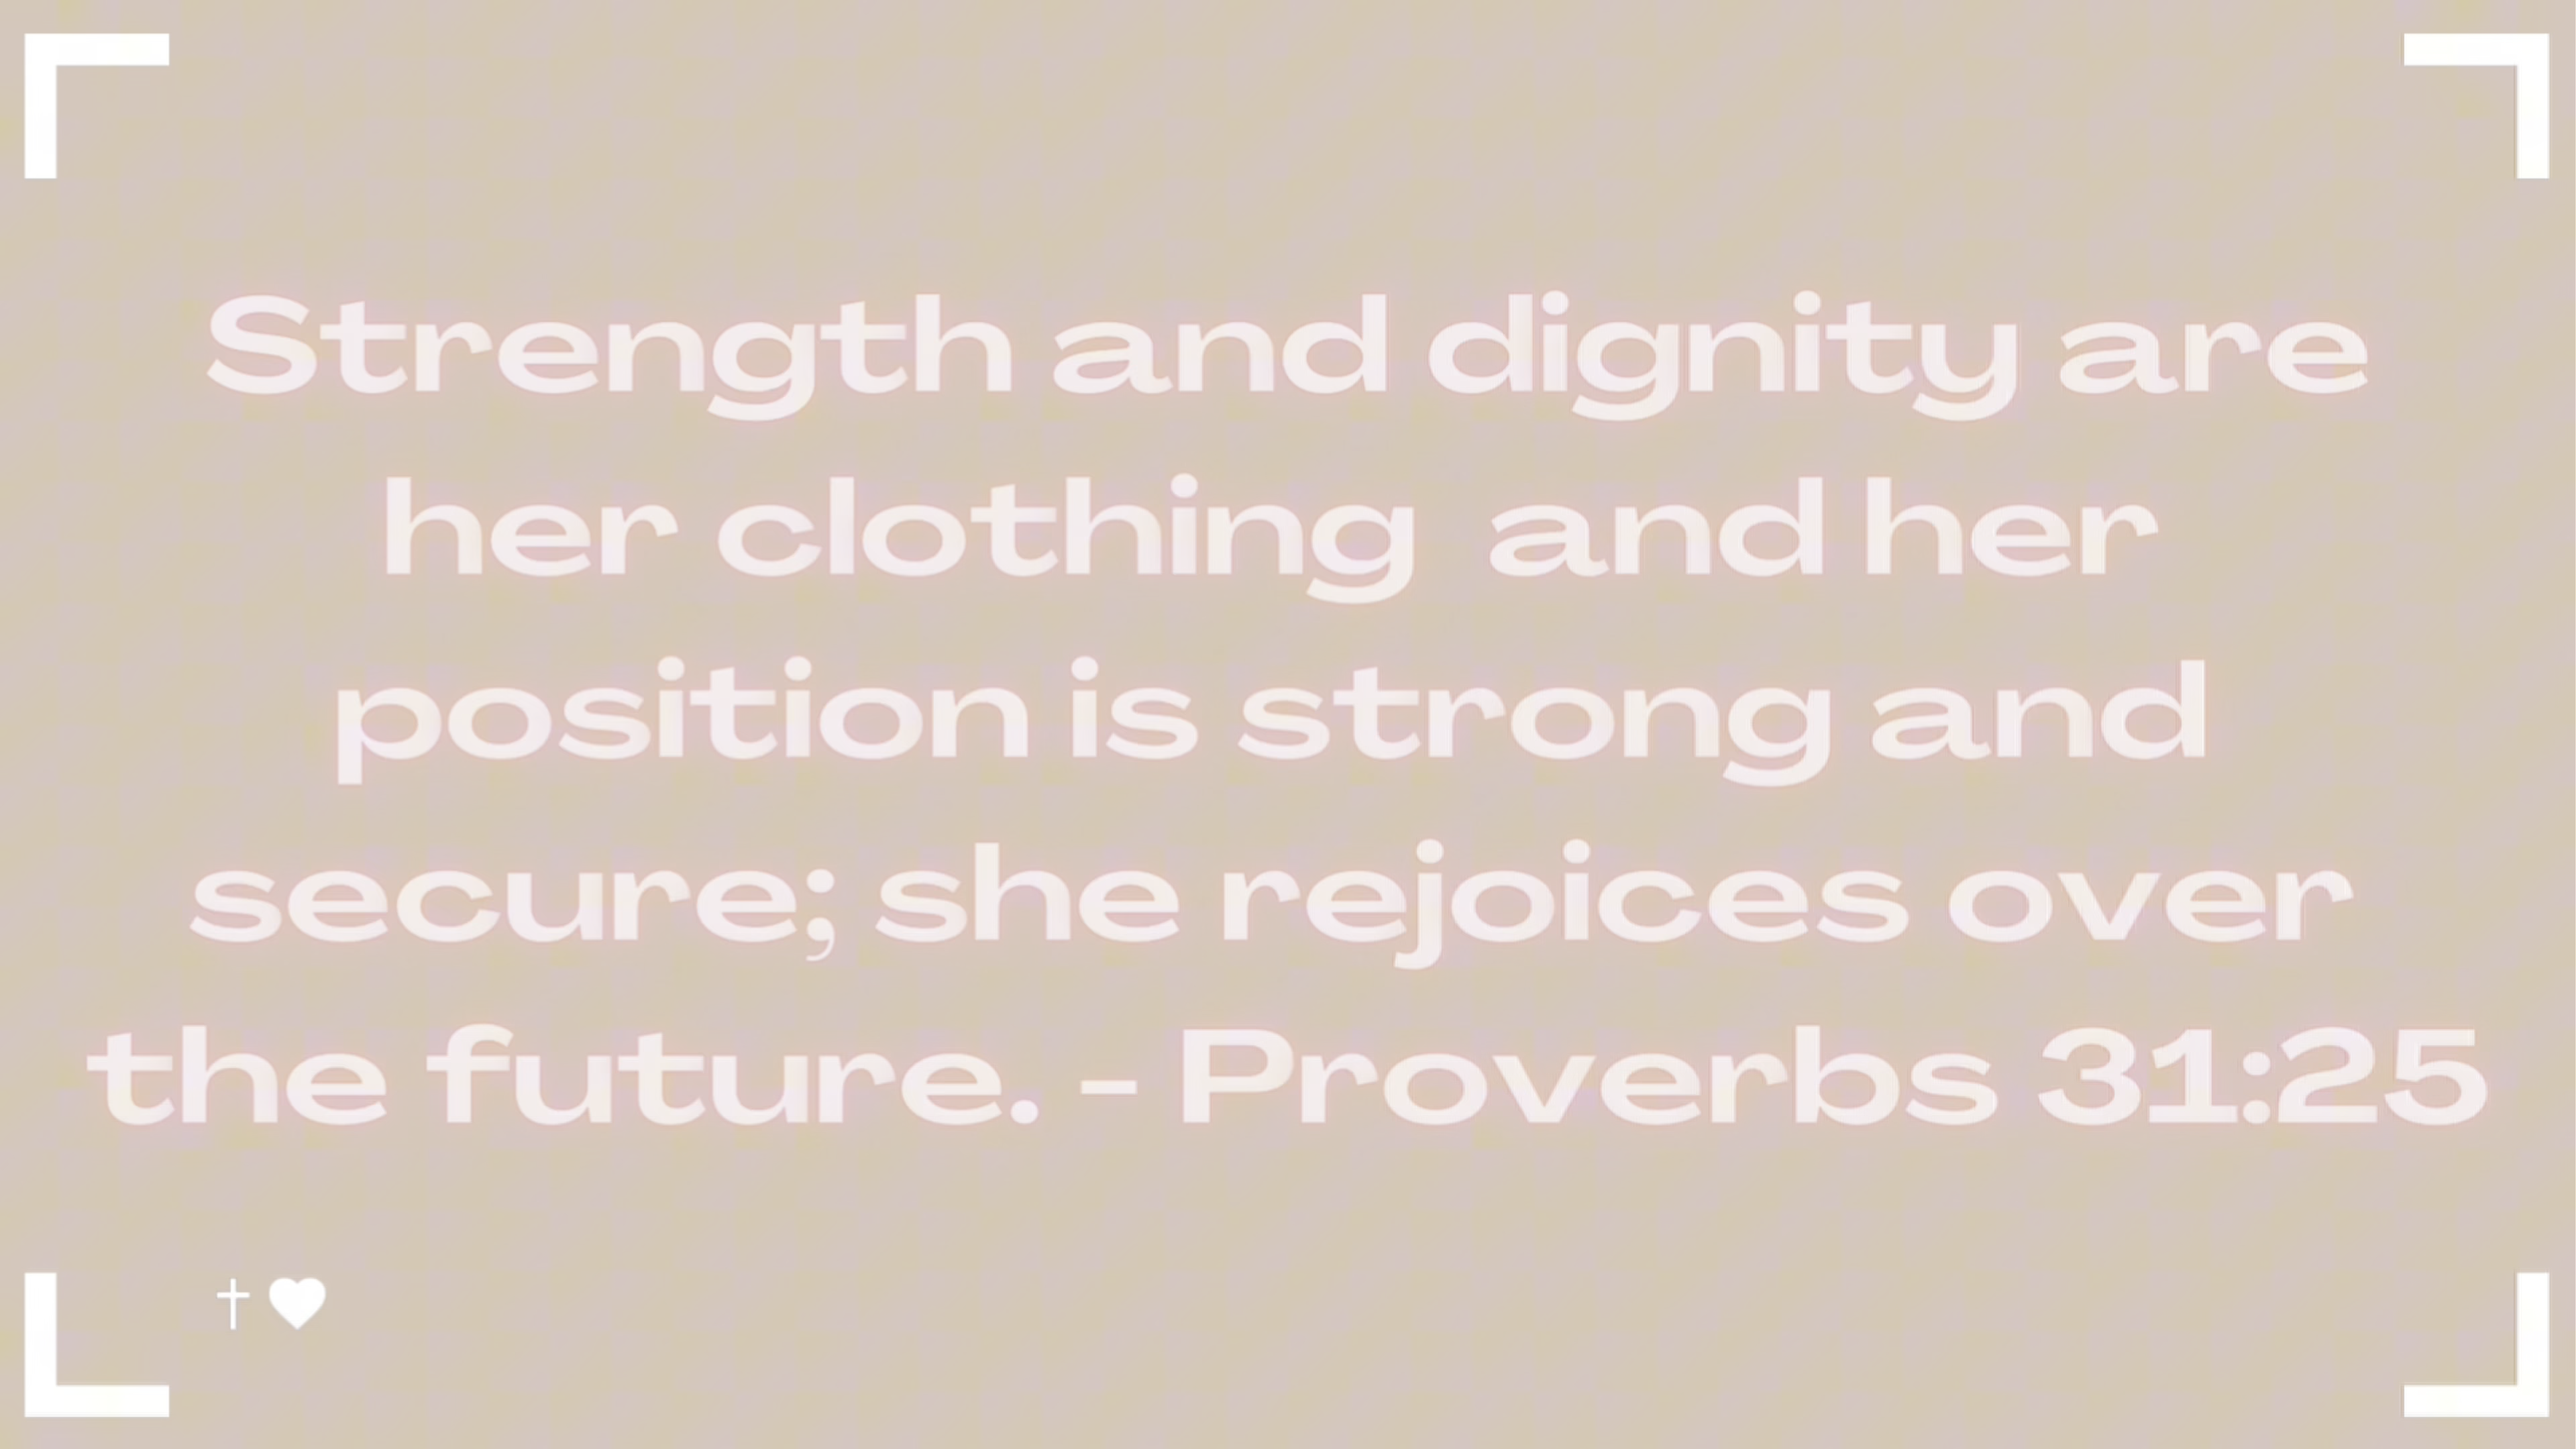 Strength and dignity are
her clothing  and her
position is strong and
secure; she rejoices over
the future. - Proverbs 31:25